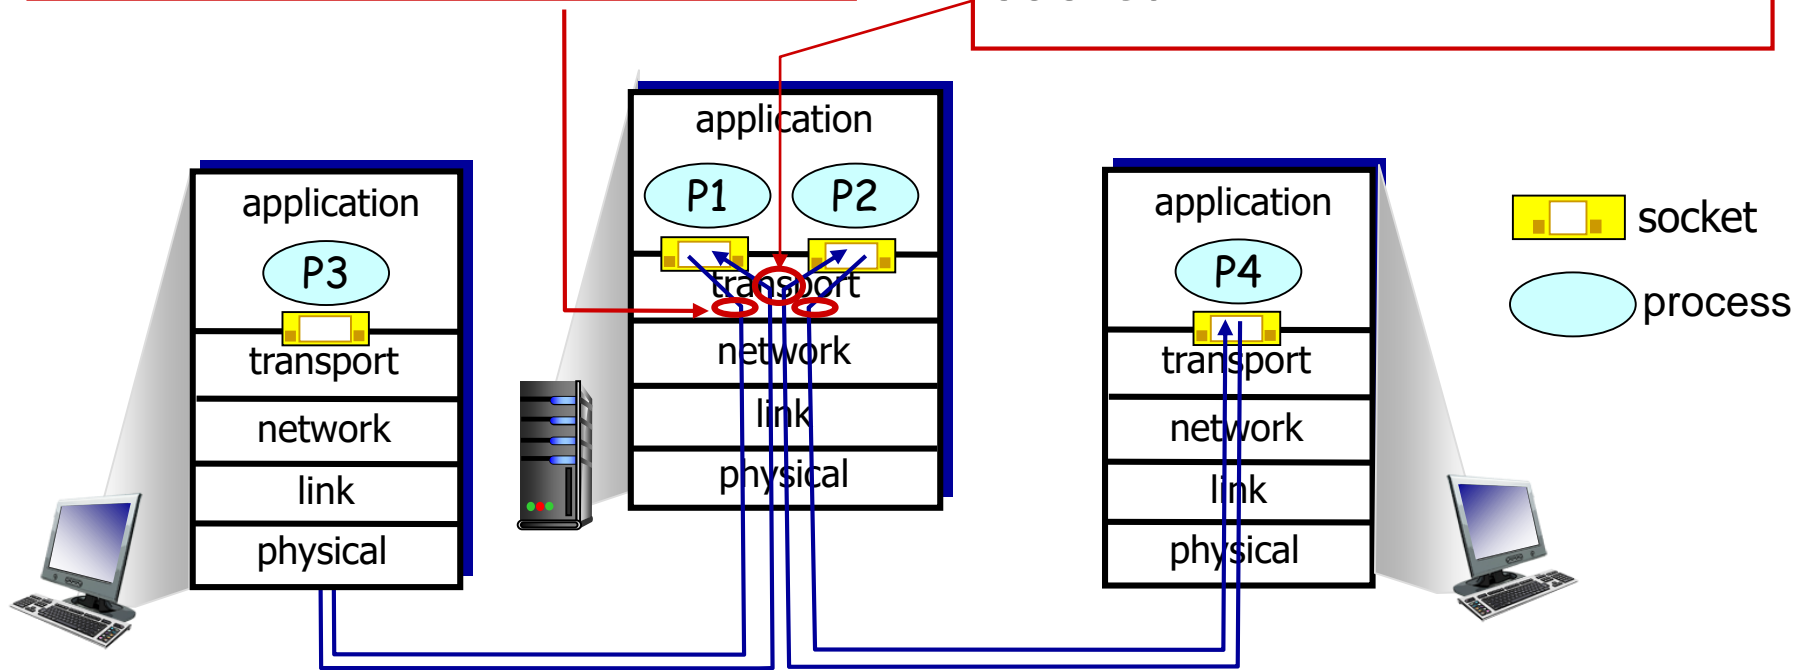 application
P1 P2
transport
network
link
physical
application
P3
transport
network
link
physical
application
P4
transport
network
link
physical
socket
process